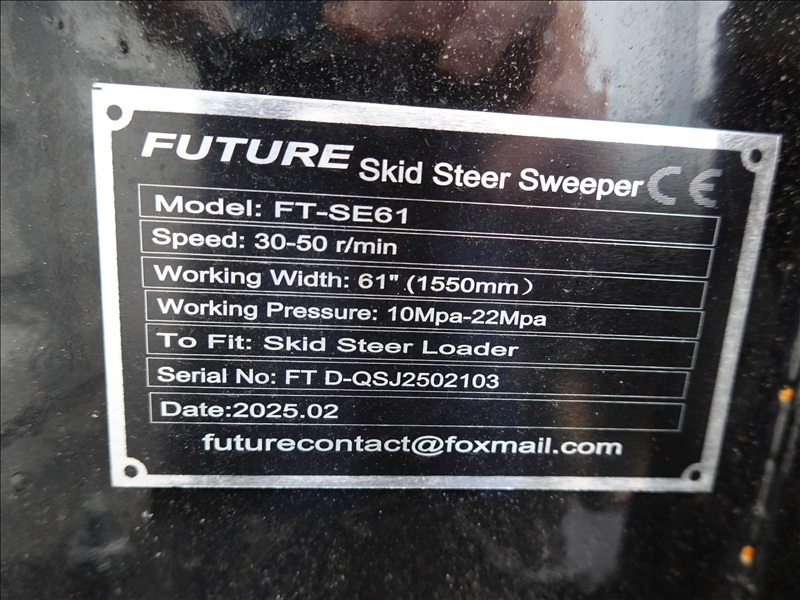 FUTURE Skid Steer Sweeper CE
Model: FT-SE61
Speed: 30-50 r/min
Working Width: 61" (1550mm）
Working Pressure: 10Mpa-22Mpa
To Fit: Skid Steer Loader
Serial No: FT D-QSJ2502103
Date:2025.02
futurecontact@foxmail.com